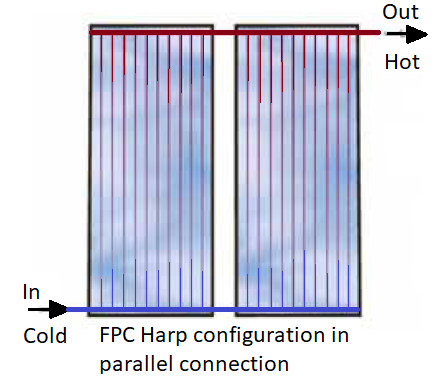 Out
Hot
In
Cold
FPC Harp configuration in
parallel connection